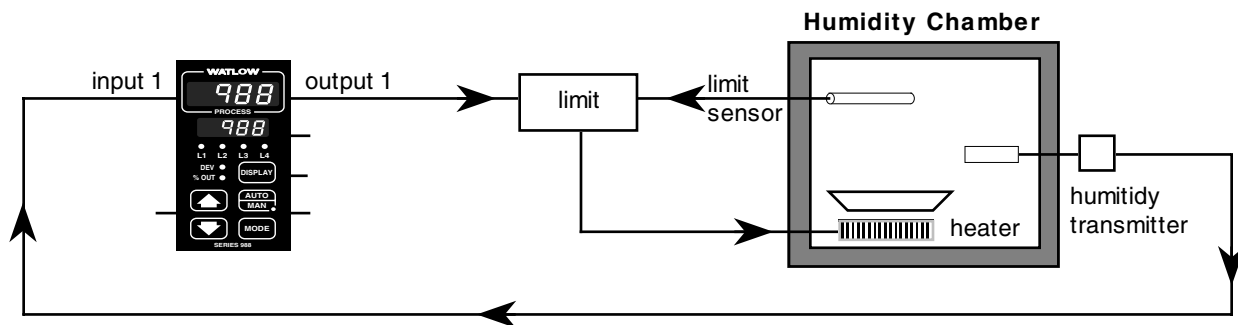 Humidity Chamber
input 1
WATLOW
988
PROCESS
988
L1 L2 L3 L4
DEV
% OUT
DISPLAY
AUTO
MAN
MODE
SERIES 988
output 1
limit
limit
sensor
heater
humitidy
transmitter